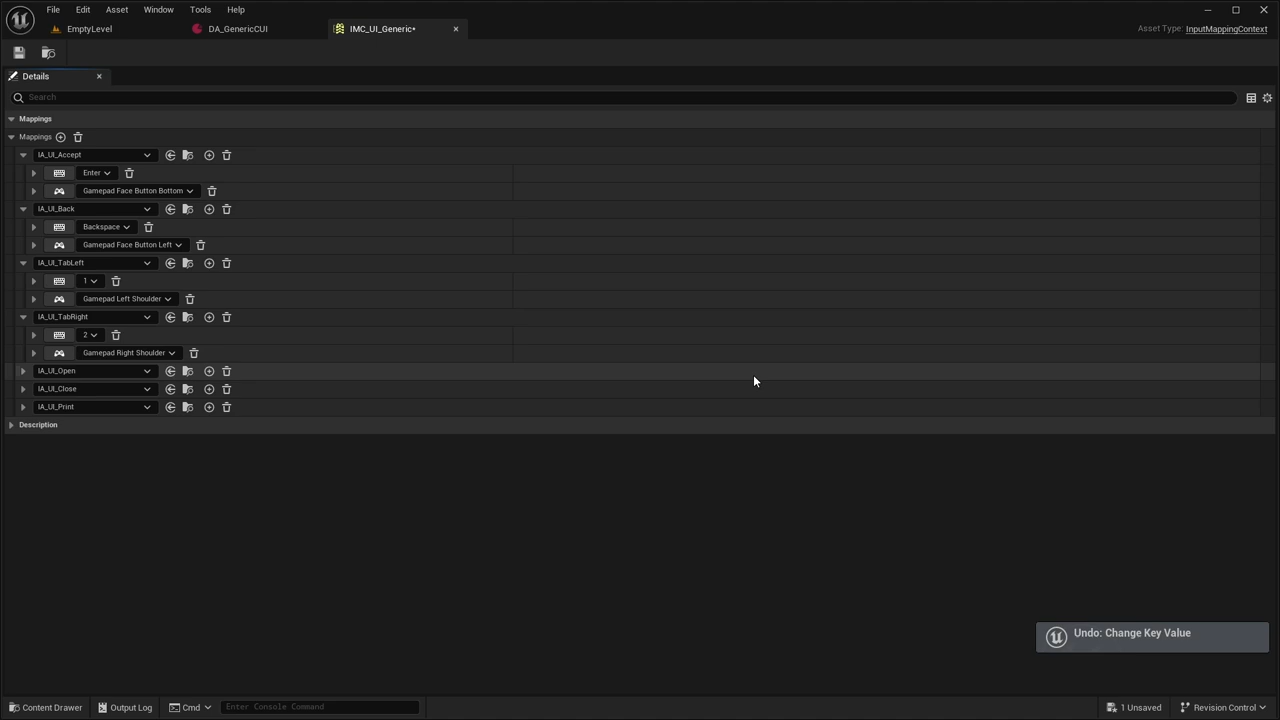 File Edit Asset Window Tools Help
EmptyLevel DA_GenericCUI IMC_UI_Generic* Asset Type: InputMappingContext
Details
Search
Mappings
Mappings
IA_UI_Accept
Enter
Gamepad Face Button Bottom
IA_UI_Back
Backspace
Gamepad Face Button Left
IA_UI_TabLeft
1
Gamepad Left Shoulder
IA_UI_TabRight
2
Gamepad Right Shoulder
IA_UI_Open
IA_UI_Close
IA_UI_Print
Description
Undo: Change Key Value
Content Drawer Output Log Cmd Enter Console Command 1 Unsaved Revision Control